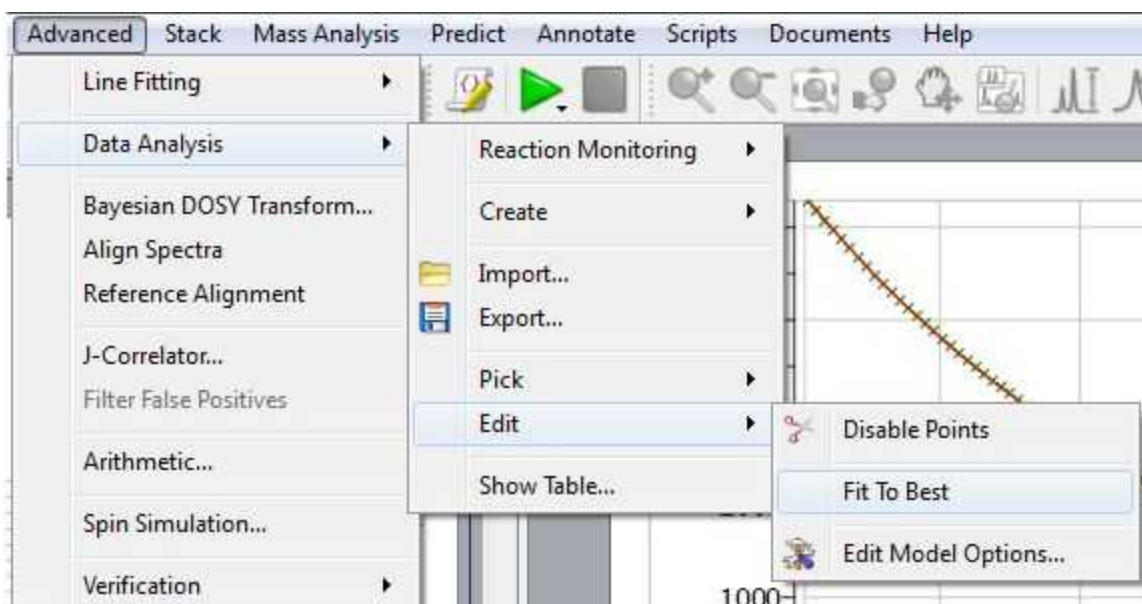 Advanced Stack Mass Analysis Predict Annotate Scripts Documents Help
Line Fitting
Data Analysis
Bayesian DOSY Transform...
Align Spectra
Reference Alignment
J-Correlator...
Filter False Positives
Arithmetic...
Spin Simulation...
Verification
Reaction Monitoring
Create
Import...
Export...
Pick
Edit
Show Table...
Disable Points
Fit To Best
Edit Model Options...
1000